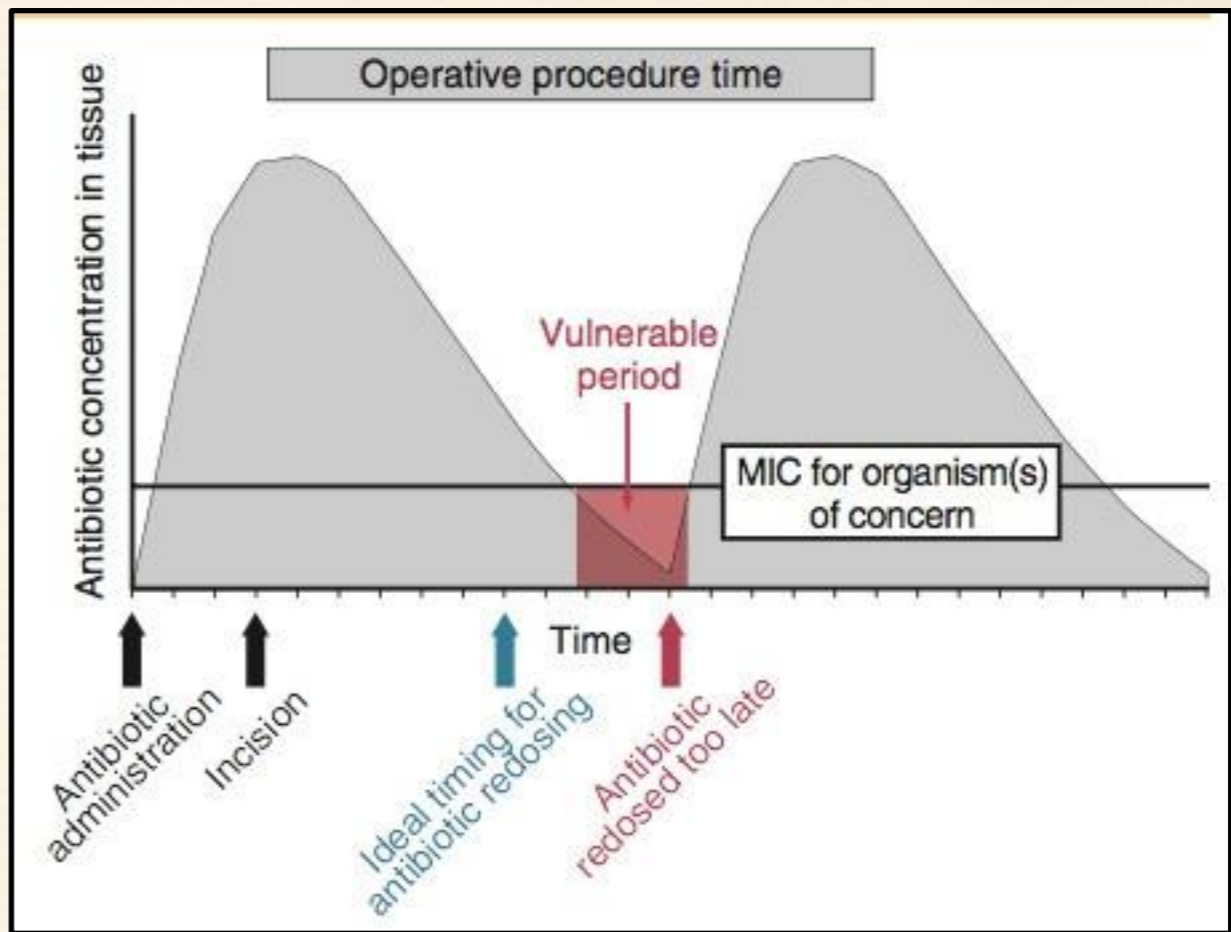 Operative procedure time
Antibiotic concentration in tissue
Vulnerable
period
MIC for organism(s)
of concern
Time
Antibiotic
administration
Incision
Ideal timing for
antibiotic redosing
Antibiotic
redosed too late